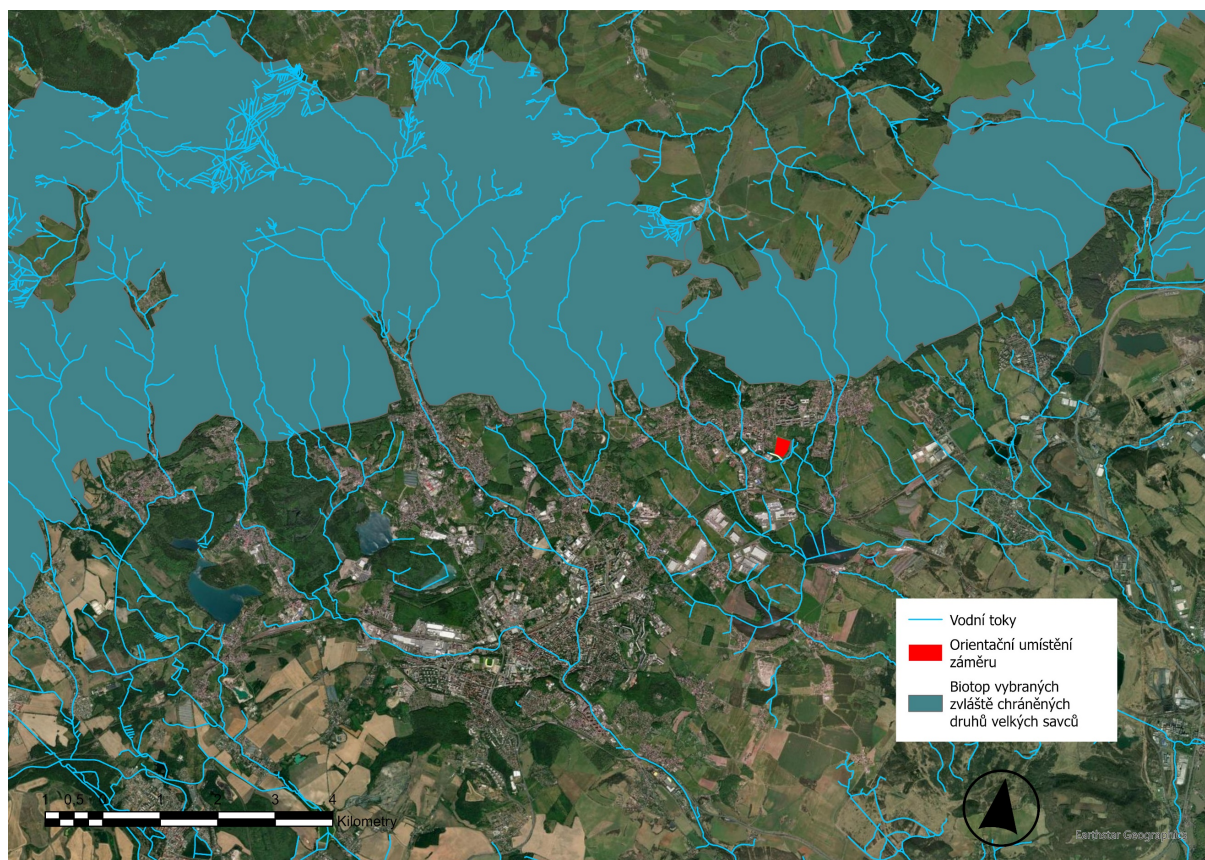 Vodní toky
Orientační umístění
záměru
Biotop vybraných
zvláště chráněných
druhů velkých savců
1 0,5 0 1 2 3 4
Kilometry
Earthstar Geographics